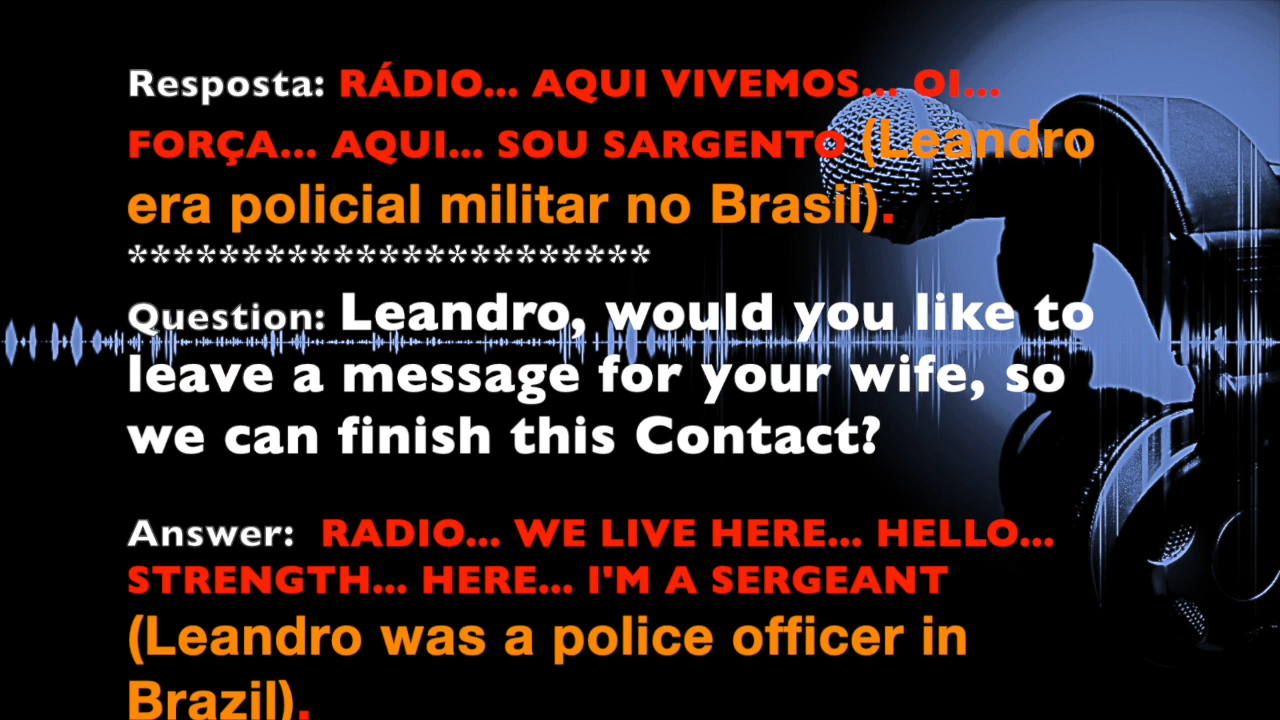 Resposta: RÁDIO... AQUI VIVEMOS... OI...
FORÇA... AQUI... SOU SARGENTO (Leandro
era policial militar no Brasil).
***********************
Question: Leandro, would you like to
leave a message for your wife, so
we can finish this Contact?
Answer: RADIO... WE LIVE HERE... HELLO...
STRENGTH... HERE... I'M A SERGEANT
(Leandro was a police officer in
Brazil).